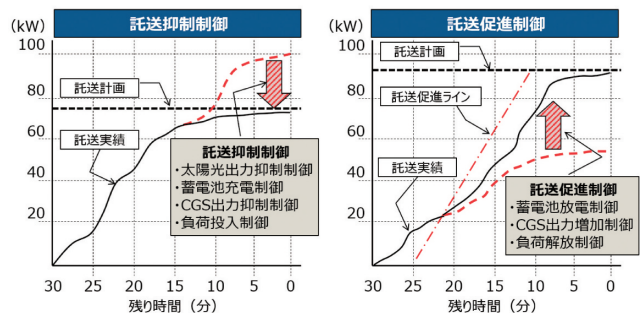 託送抑制制御
(kW)
100
80
60
40
20
託送計画
託送実績
託送抑制制御
・太陽光出力抑制制御
・蓄電池充電制御
・CGS出力抑制制御
・負荷投入制御
30 25 20 15 10 5 0
残り時間（分）
託送促進制御
(kW)
100
80
60
40
20
託送計画
託送促進ライン
託送実績
託送促進制御
・蓄電池放電制御
・CGS出力増加制御
・負荷解放制御
30 25 20 15 10 5 0
残り時間（分）